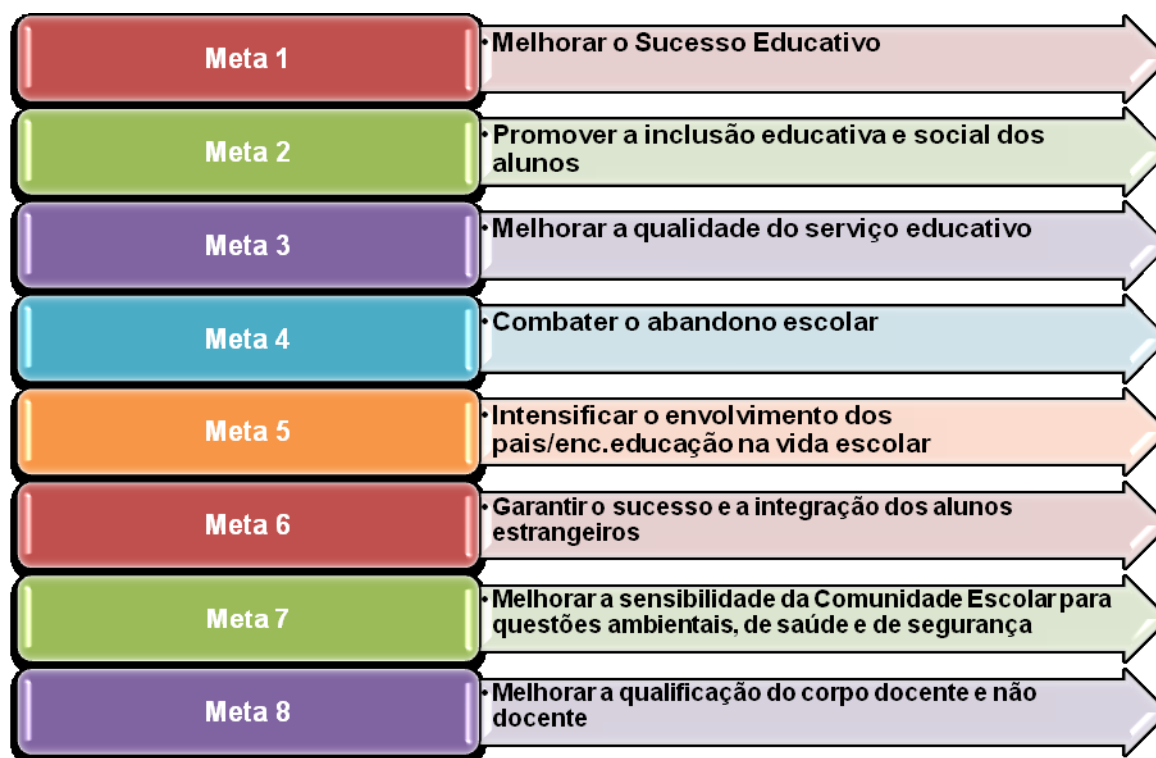 Meta 1
• Melhorar o Sucesso Educativo
Meta 2
• Promover a inclusão educativa e social dos
alunos
Meta 3
• Melhorar a qualidade do serviço educativo
Meta 4
• Combater o abandono escolar
Meta 5
• Intensificar o envolvimento dos
pais/enc.educação na vida escolar
Meta 6
• Garantir o sucesso e a integração dos alunos
estrangeiros
Meta 7
• Melhorar a sensibilidade da Comunidade Escolar para
questões ambientais, de saúde e de segurança
Meta 8
• Melhorar a qualificação do corpo docente e não
docente